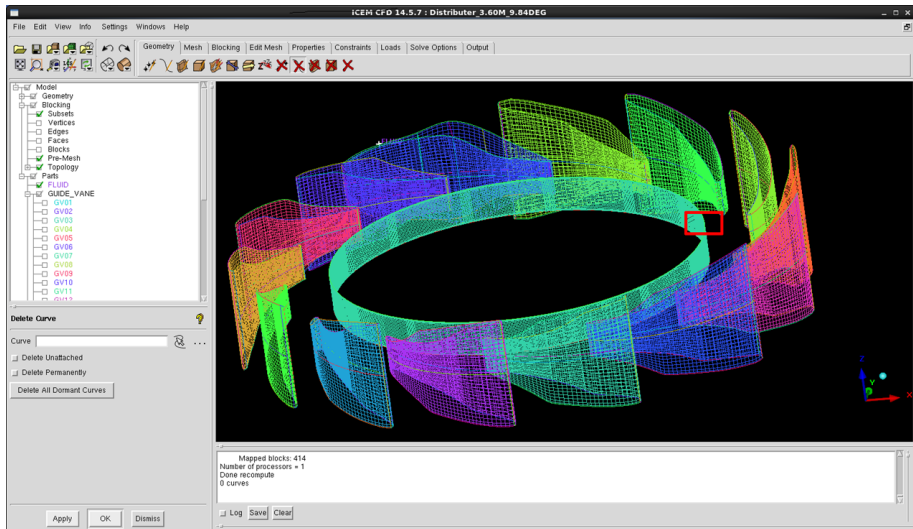 ICEM CFD 14.5.7 : Distributer_3.60M_9.84DEG
File Edit View Info Settings Windows Help
Geometry Mesh Blocking Edit Mesh Properties Constraints Loads Solve Options Output
Model
Geometry
Blocking
Subsets
Vertices
Edges
Faces
Blocks
Pre-Mesh
Topology
Parts
FLUID
GUIDE_VANE
GV01
GV02
GV03
GV04
GV05
GV06
GV07
GV08
GV09
GV10
GV11
GV12
Delete Curve
Curve
...
Delete Unattached
Delete Permanently
Delete All Dormant Curves
Apply OK Dismiss
Z
Y
X
Mapped blocks: 414
Number of processors = 1
Done recompute
0 curves
Log Save Clear